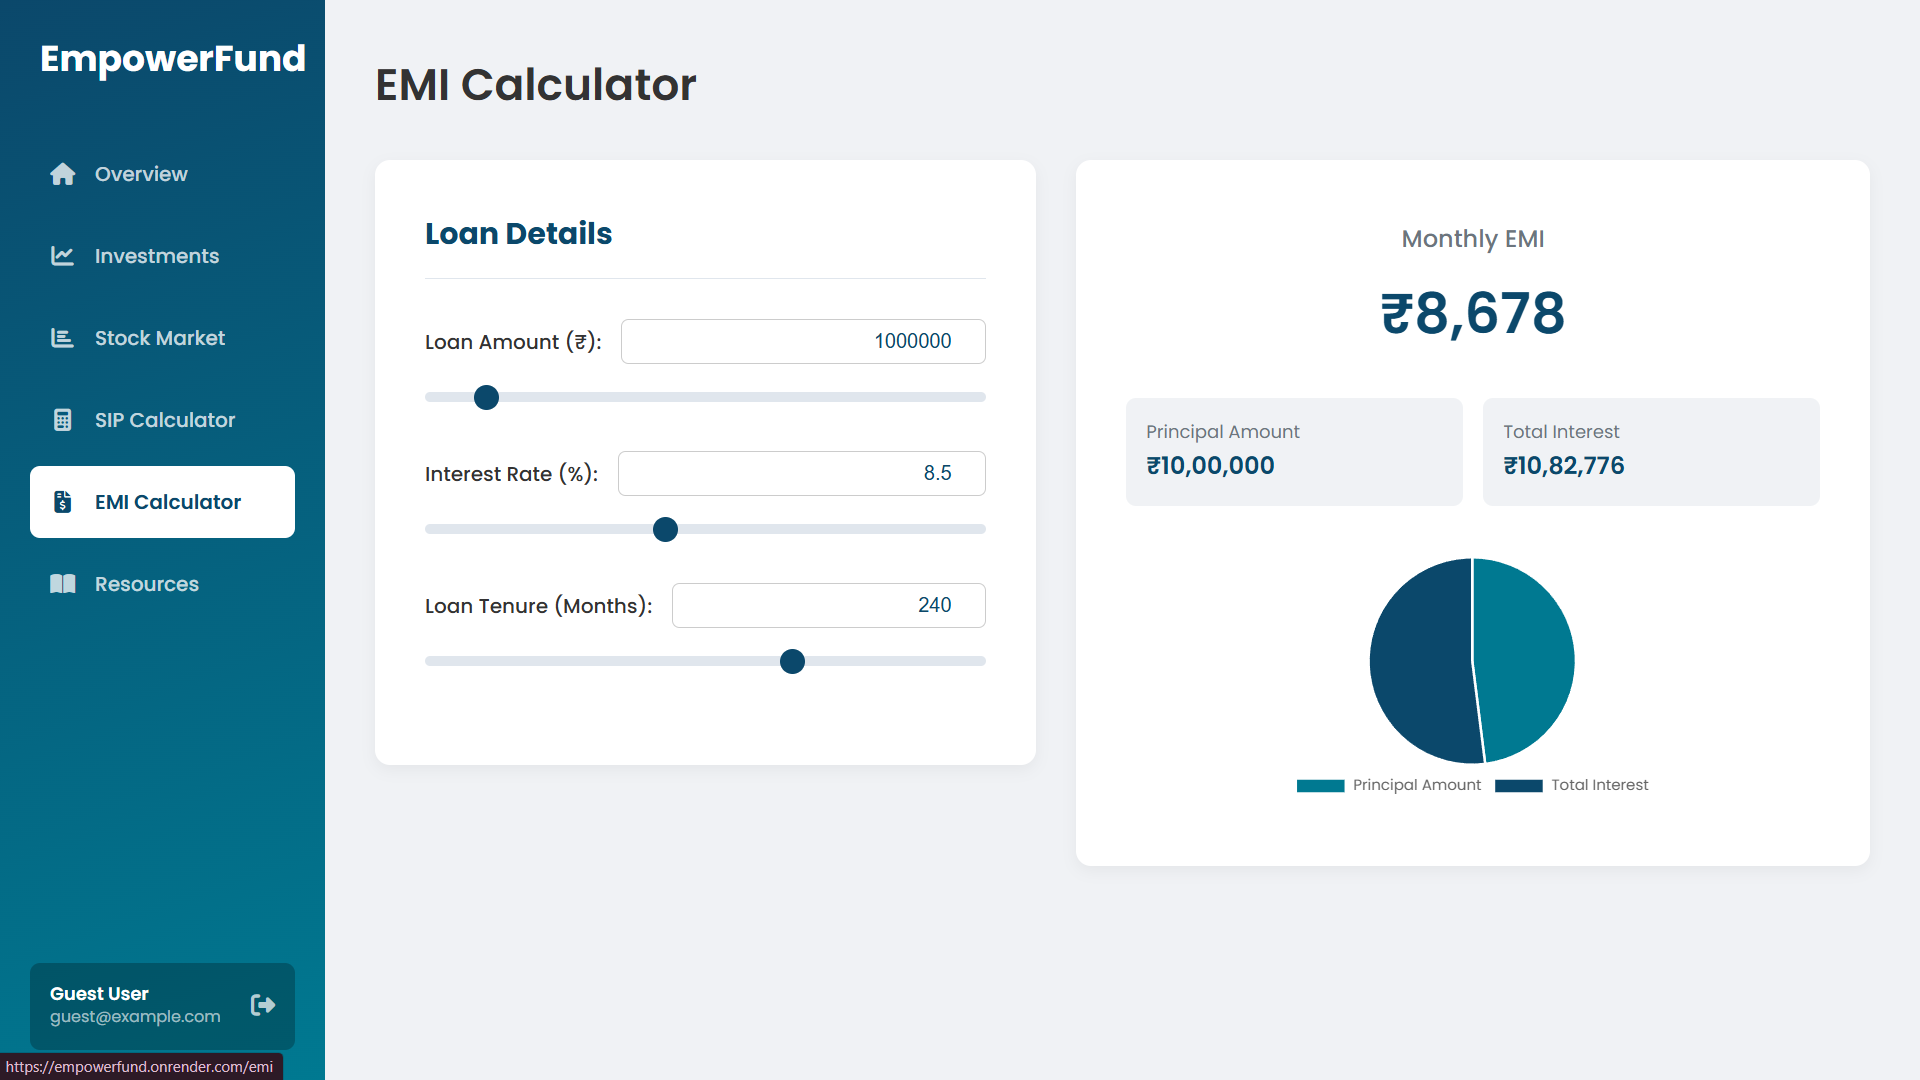 EmpowerFund
Overview
Investments
Stock Market
SIP Calculator
EMI Calculator
Resources
Guest User
guest@example.com
https://empowerfund.onrender.com/emi
EMI Calculator
Loan Details
Loan Amount (₹): 1000000
Interest Rate (%): 8.5
Loan Tenure (Months): 240
Monthly EMI
₹8,678
Principal Amount
₹10,00,000
Total Interest
₹10,82,776
Principal Amount Total Interest